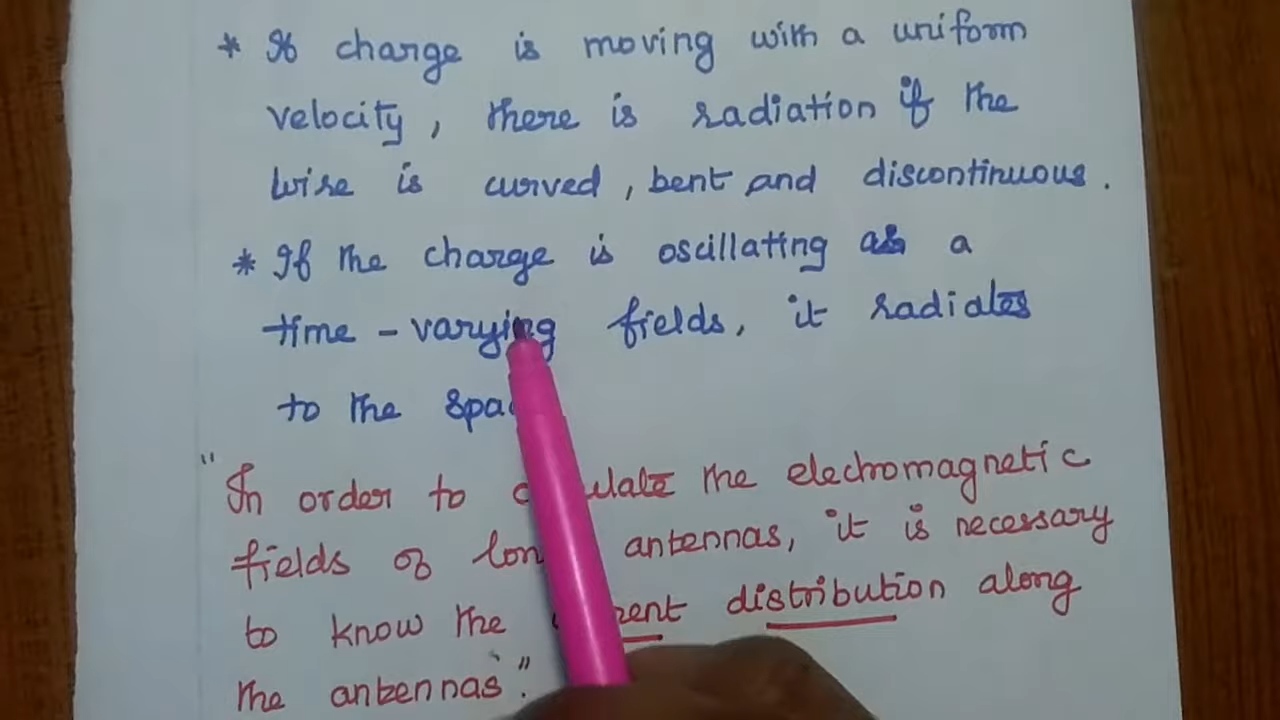 * If charge is moving with a uniform
velocity, there is radiation if the
wire is curved, bent and discontinuous.
* If the charge is oscillating as a
time-varying fields, it radiates
to the
"In order to the electromagnetic
fields of antennas, it is necessary
to know the distribution along
the antennas".